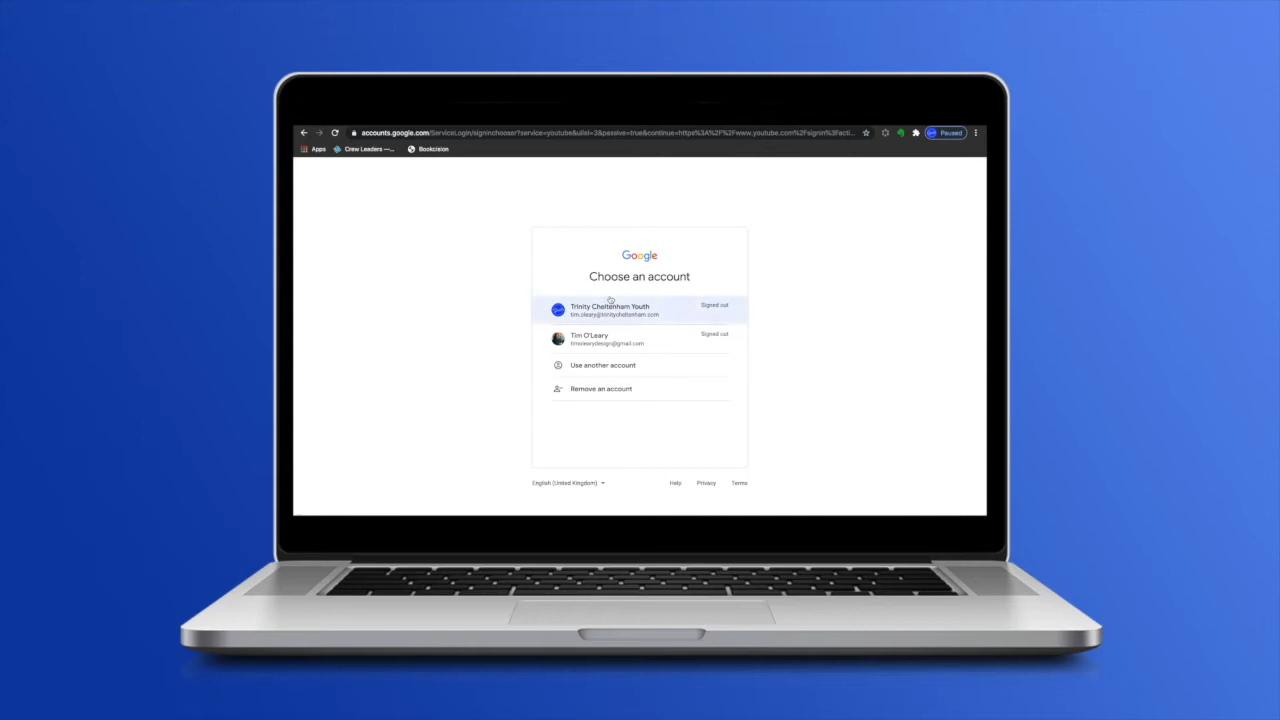 accounts.google.com/ServiceLogin/signinchooser?service=youtube&uilel=3&passive=true&continue=https%3A%2F%2Fwww.youtube.com%2Fsignin%3Facti...
Paused
Apps
Crew Leaders —...
Bookcision
Google
Choose an account
Trinity Cheltenham Youth
Signed out
tim.oleary@trinitycheltenham.com
Tim O'Leary
Signed out
timolearydesign@gmail.com
Use another account
Remove an account
English (United Kingdom)
Help
Privacy
Terms